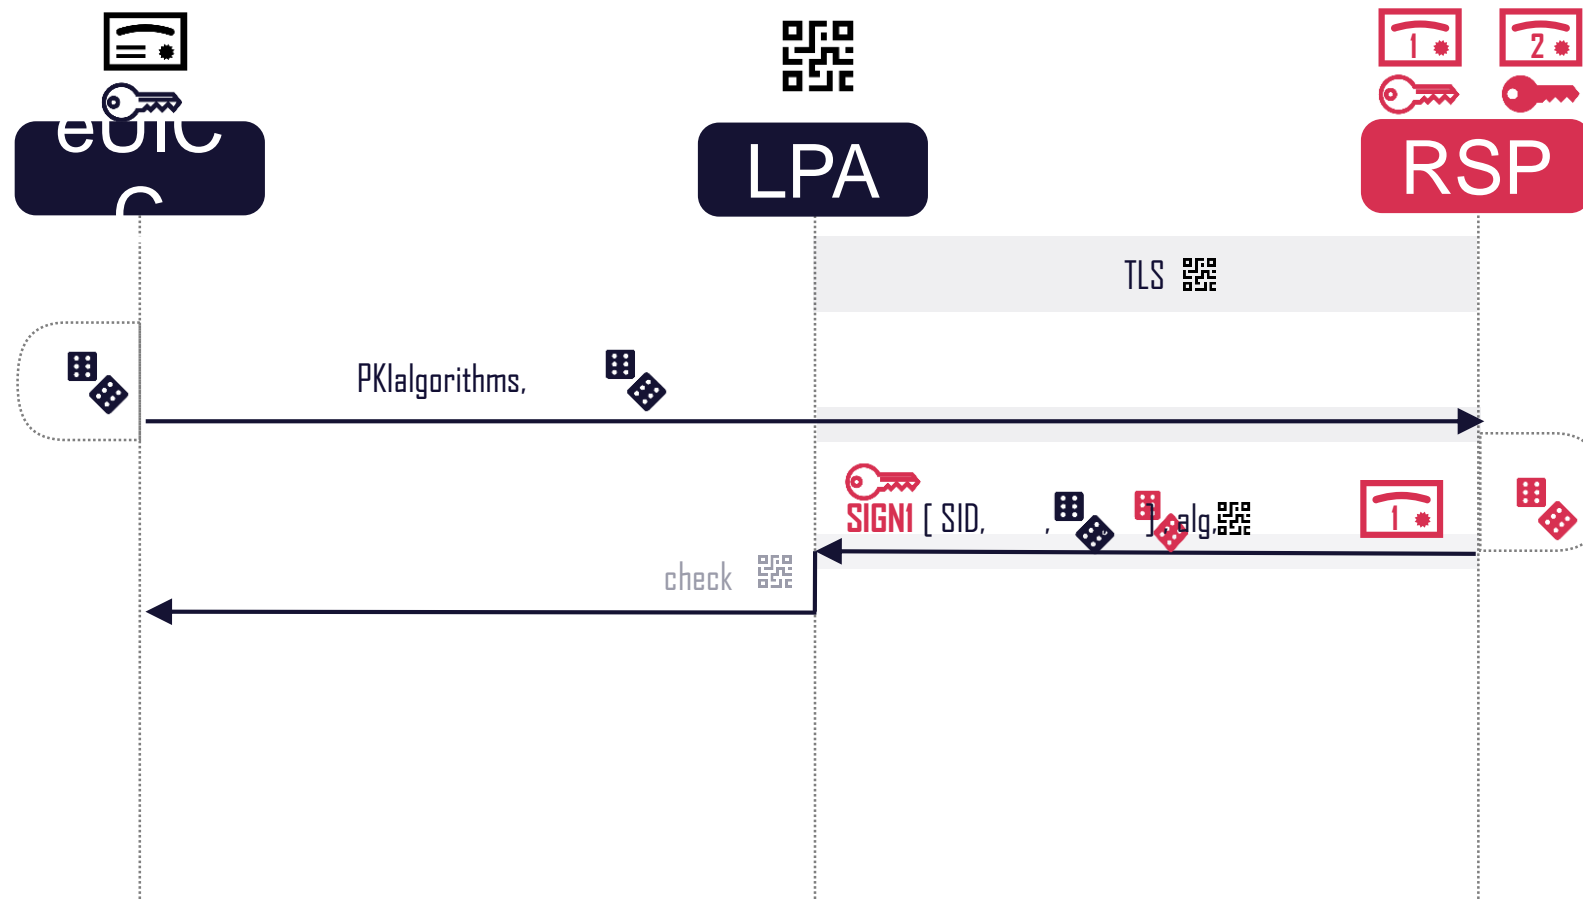 1
2
eUIC
C
LPA
RSP
TLS
PKIalgorithms,
SIGN1 [ SID, , , ] , alg,
1
check